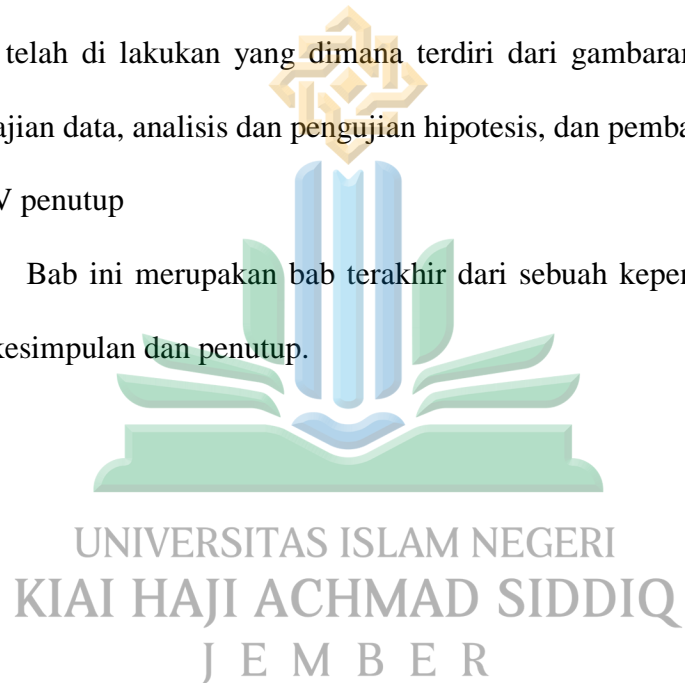 telah di lakukan yang dimana terdiri dari gambaran
ajian data, analisis dan pengujian hipotesis, dan pemba
V penutup
Bab ini merupakan bab terakhir dari sebuah keper
kesimpulan dan penutup.
UNIVERSITAS ISLAM NEGERI
KIAI HAJI ACHMAD SIDDIQ
JEMBER